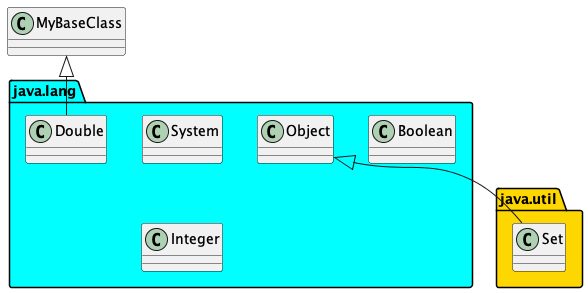 C MyBaseClass
java.lang
C Double
C System
C Object
C Boolean
java.util
C Integer
C Set